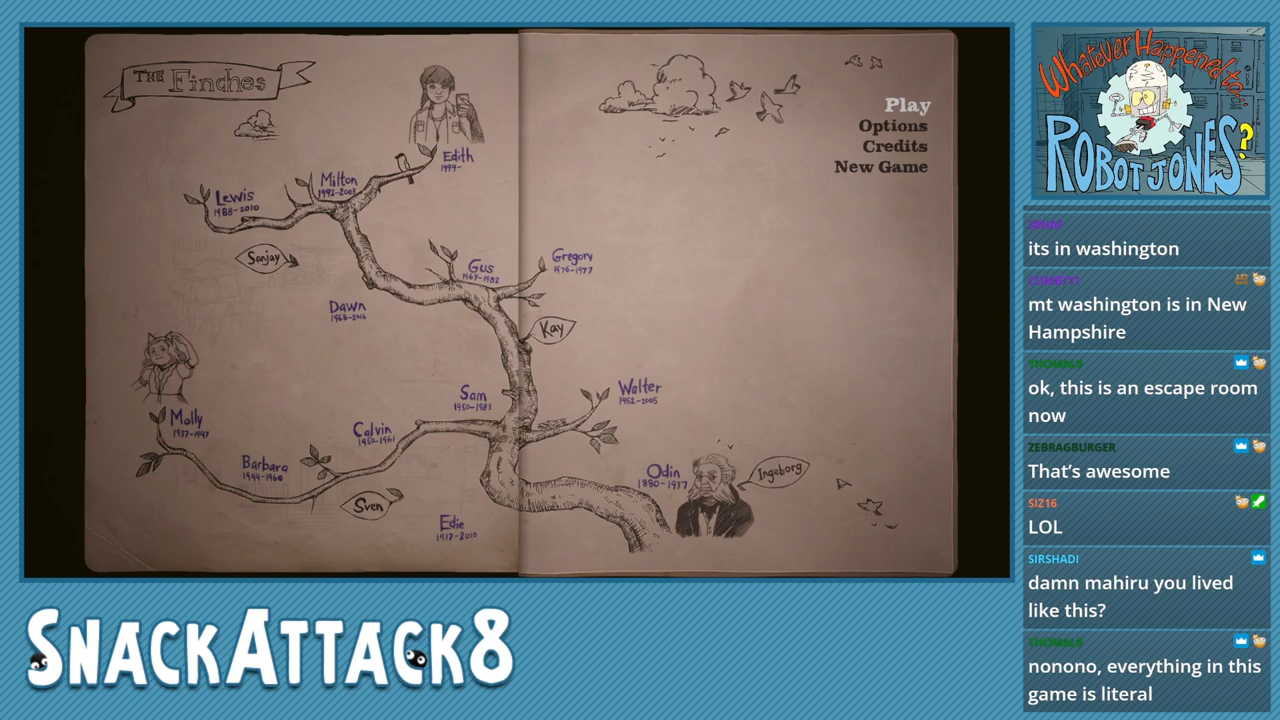 THE Finches
Edith
1999-
Milton
1992-2003
Lewis
1988-2010
Sanjay
Gus
1969-1982
Gregory
1976-1977
Dawn
1968-2016
Kay
Sam
1950-1983
Walter
1952-2005
Molly
1937-1947
Calvin
1950-1961
Barbara
1944-1960
Sven
Edie
1917-2010
Odin
1880-1937
Ingeborg
Play
Options
Credits
New Game
Whatever Happened to...
ROBOT JONES?
its in washington
mt washington is in New
Hampshire
ok, this is an escape room
now
ZEBRAGBURGER
That’s awesome
SIZ16
LOL
SIRSHADI
damn mahiru you lived
like this?
nonono, everything in this
game is literal
SNACKATTACK8